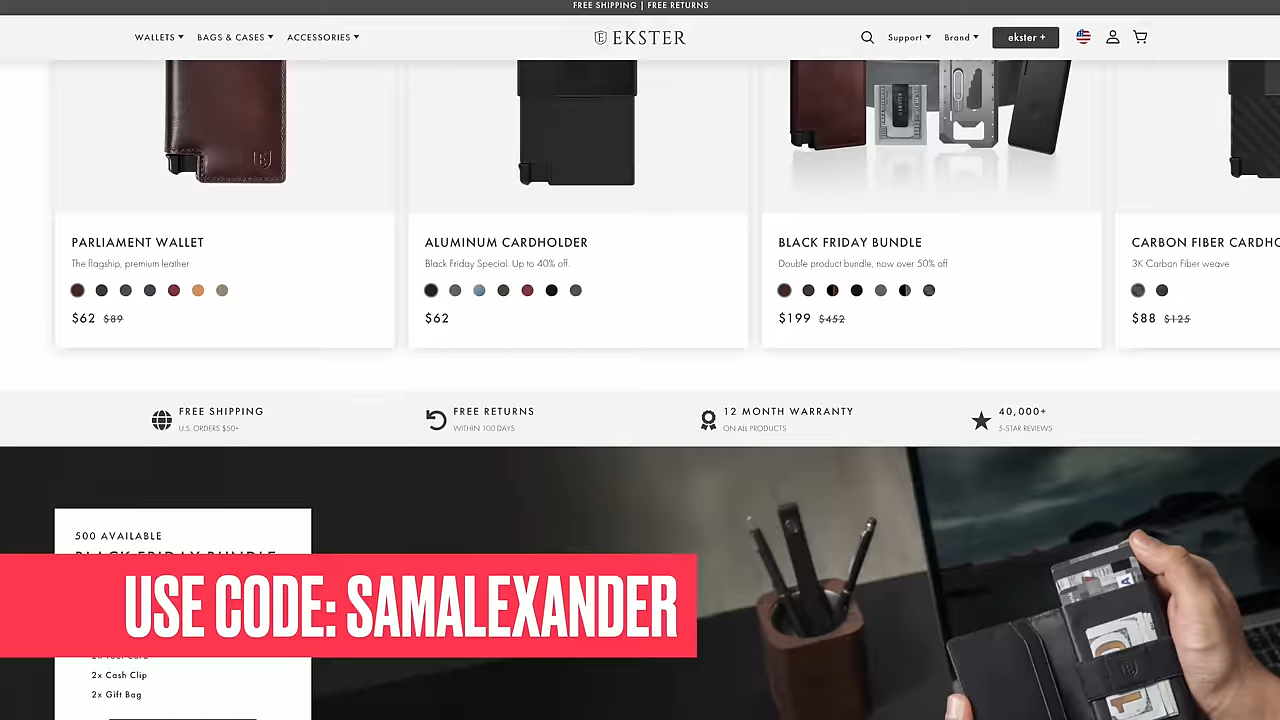 FREE SHIPPING | FREE RETURNS
WALLETS BAGS & CASES ACCESSORIES EKSTER Support Brand ekster +
PARLIAMENT WALLET
The flagship, premium leather
$62 $89
ALUMINUM CARDHOLDER
Black Friday Special. Up to 40% off.
$62
BLACK FRIDAY BUNDLE
Double product bundle, now over 50% off
$199 $452
CARBON FIBER CARDHO
3K Carbon Fiber weave
$88 $125
FREE SHIPPING
U.S. ORDERS $50+
FREE RETURNS
WITHIN 100 DAYS
12 MONTH WARRANTY
ON ALL PRODUCTS
40,000+
5-STAR REVIEWS
500 AVAILABLE
BLACK FRIDAY BUNDLE
USE CODE: SAMALEXANDER
2x Cash Clip
2x Gift Bag